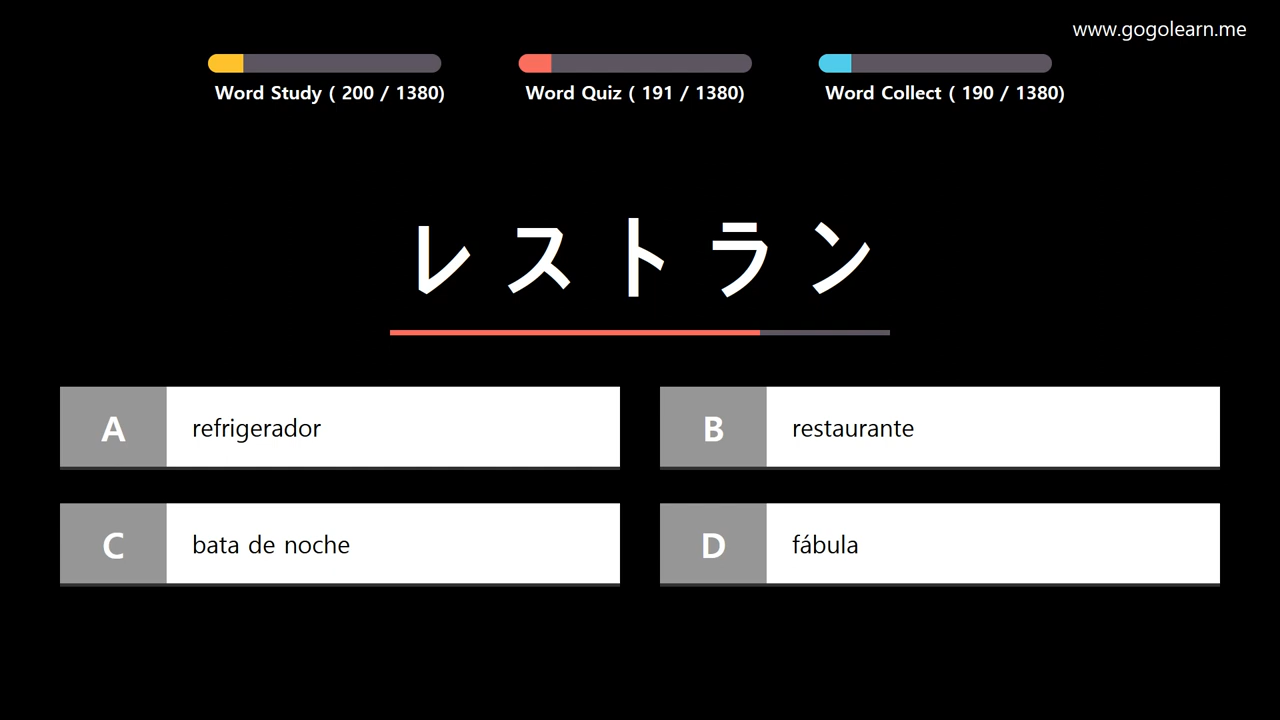 www.gogolearn.me
Word Study ( 200 / 1380)
Word Quiz ( 191 / 1380)
Word Collect ( 190 / 1380)
レストラン
A refrigerador
B restaurante
C bata de noche
D fábula